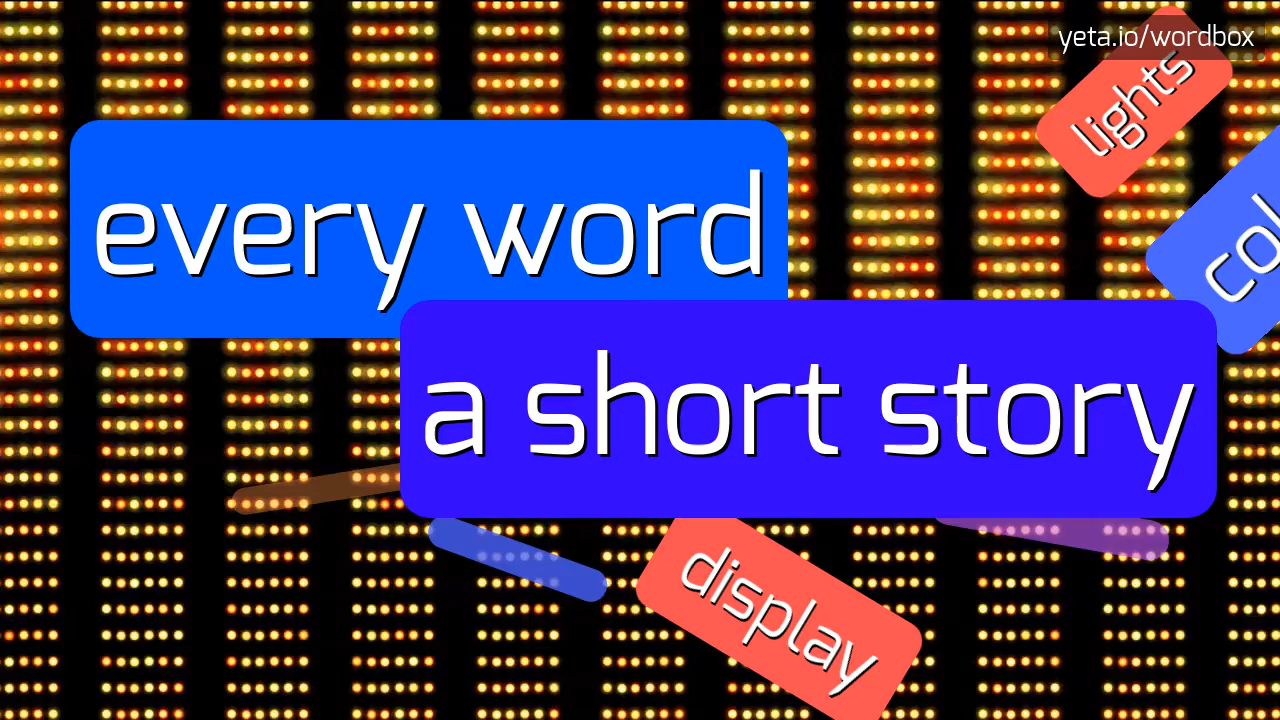 yeta.io/wordbox
lights
every word
a short story
display